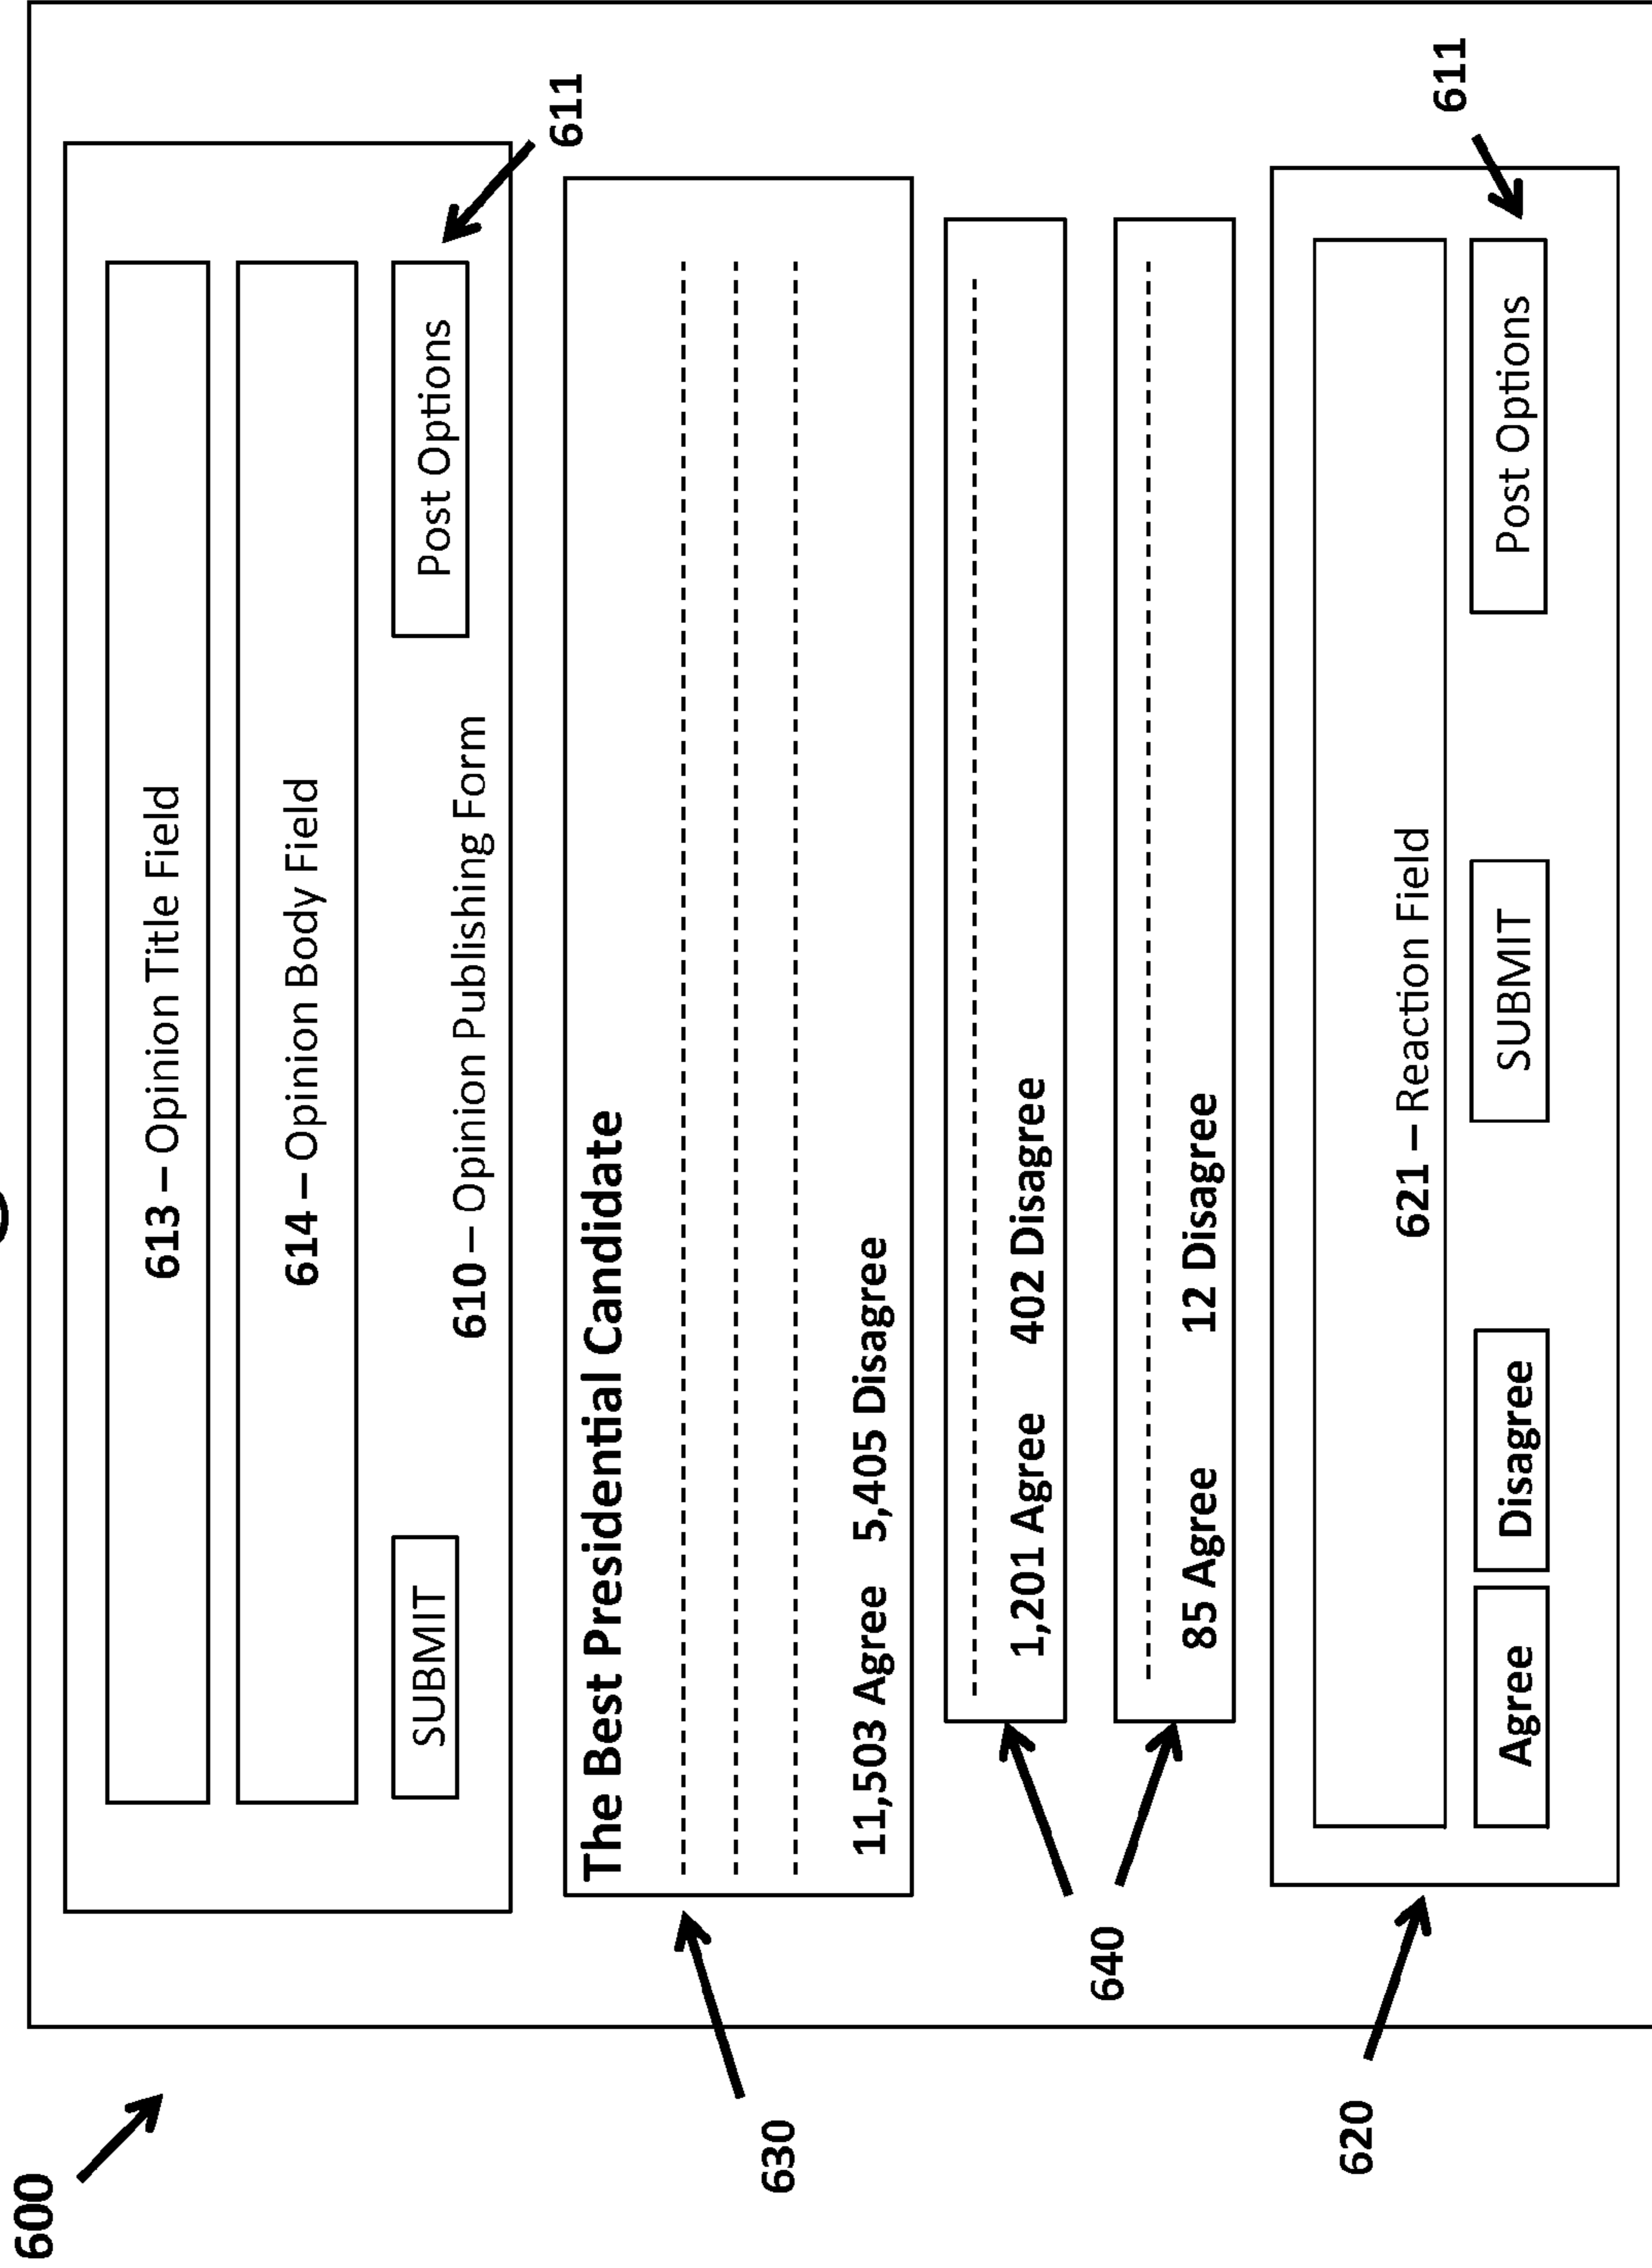 600
613 – Opinion Title Field
614 – Opinion Body Field
SUBMIT
Post Options
611
610 – Opinion Publishing Form
630
The Best Presidential Candidate
11,503 Agree 5,405 Disagree
640
1,201 Agree 402 Disagree
85 Agree 12 Disagree
620
621 – Reaction Field
Agree
Disagree
SUBMIT
Post Options
611